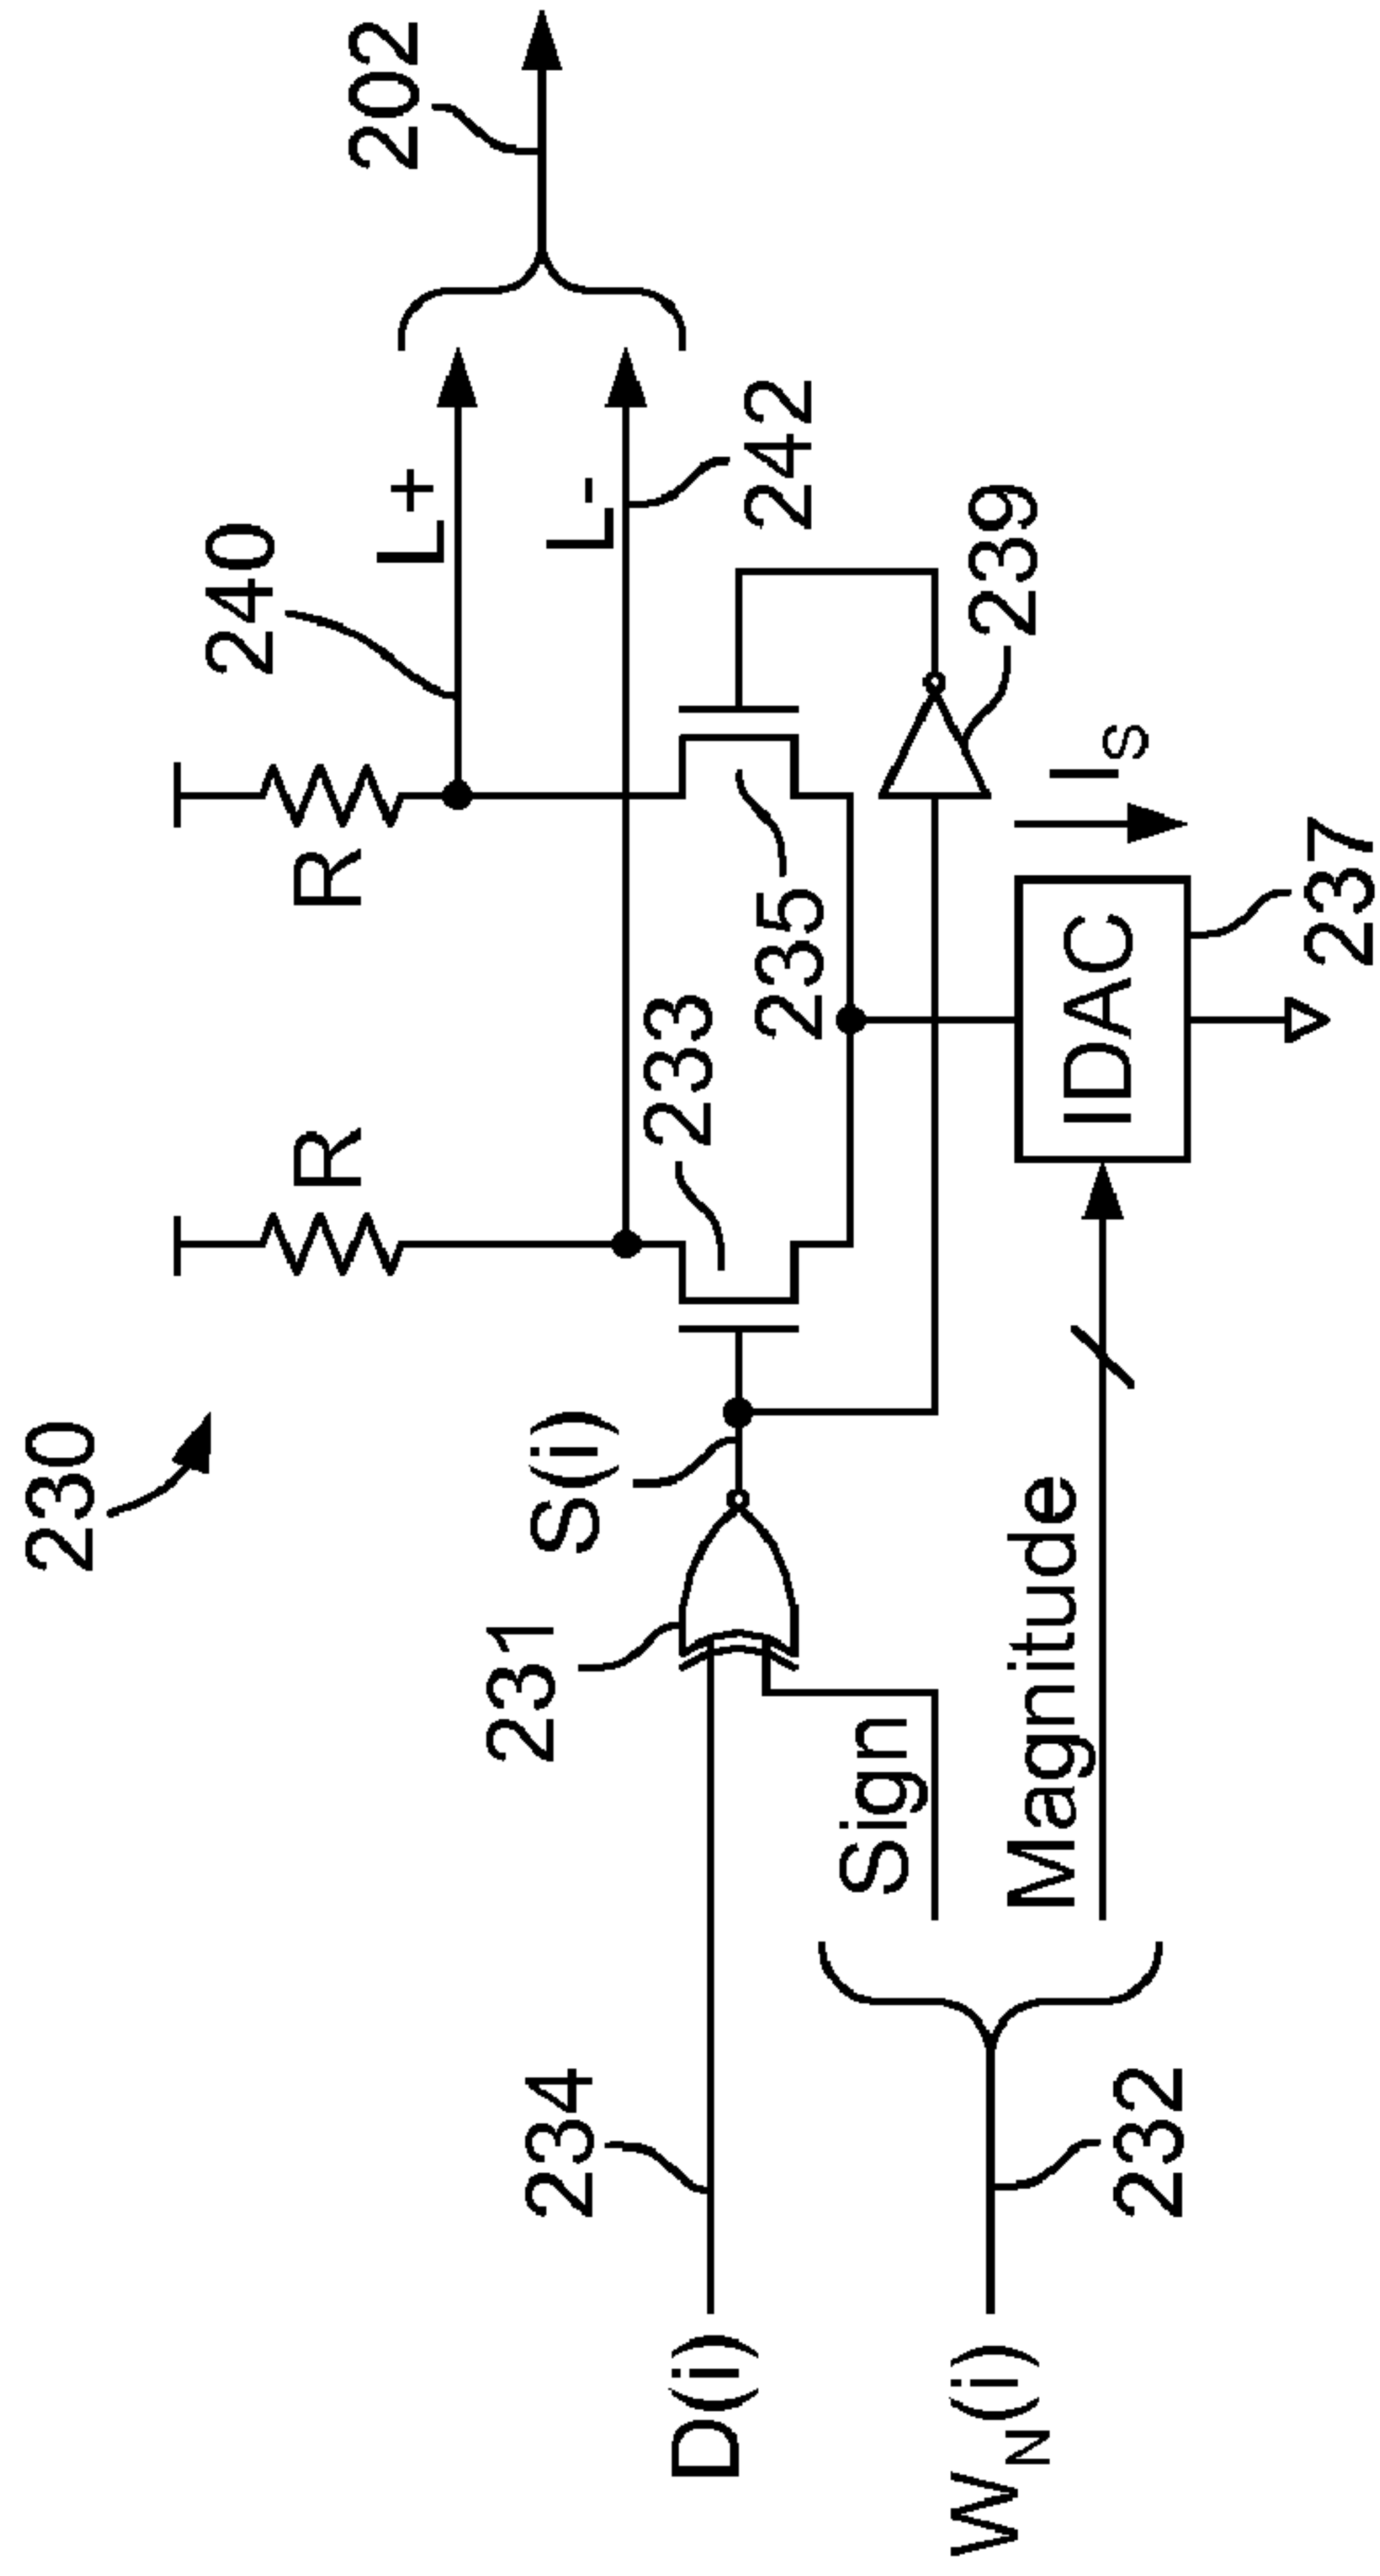 230
R
R
240
L+
L-
202
242
233
235
239
S(i)
231
234
D(i)
Sign
Magnitude
IDAC
I_S
237
W_N(i)
232